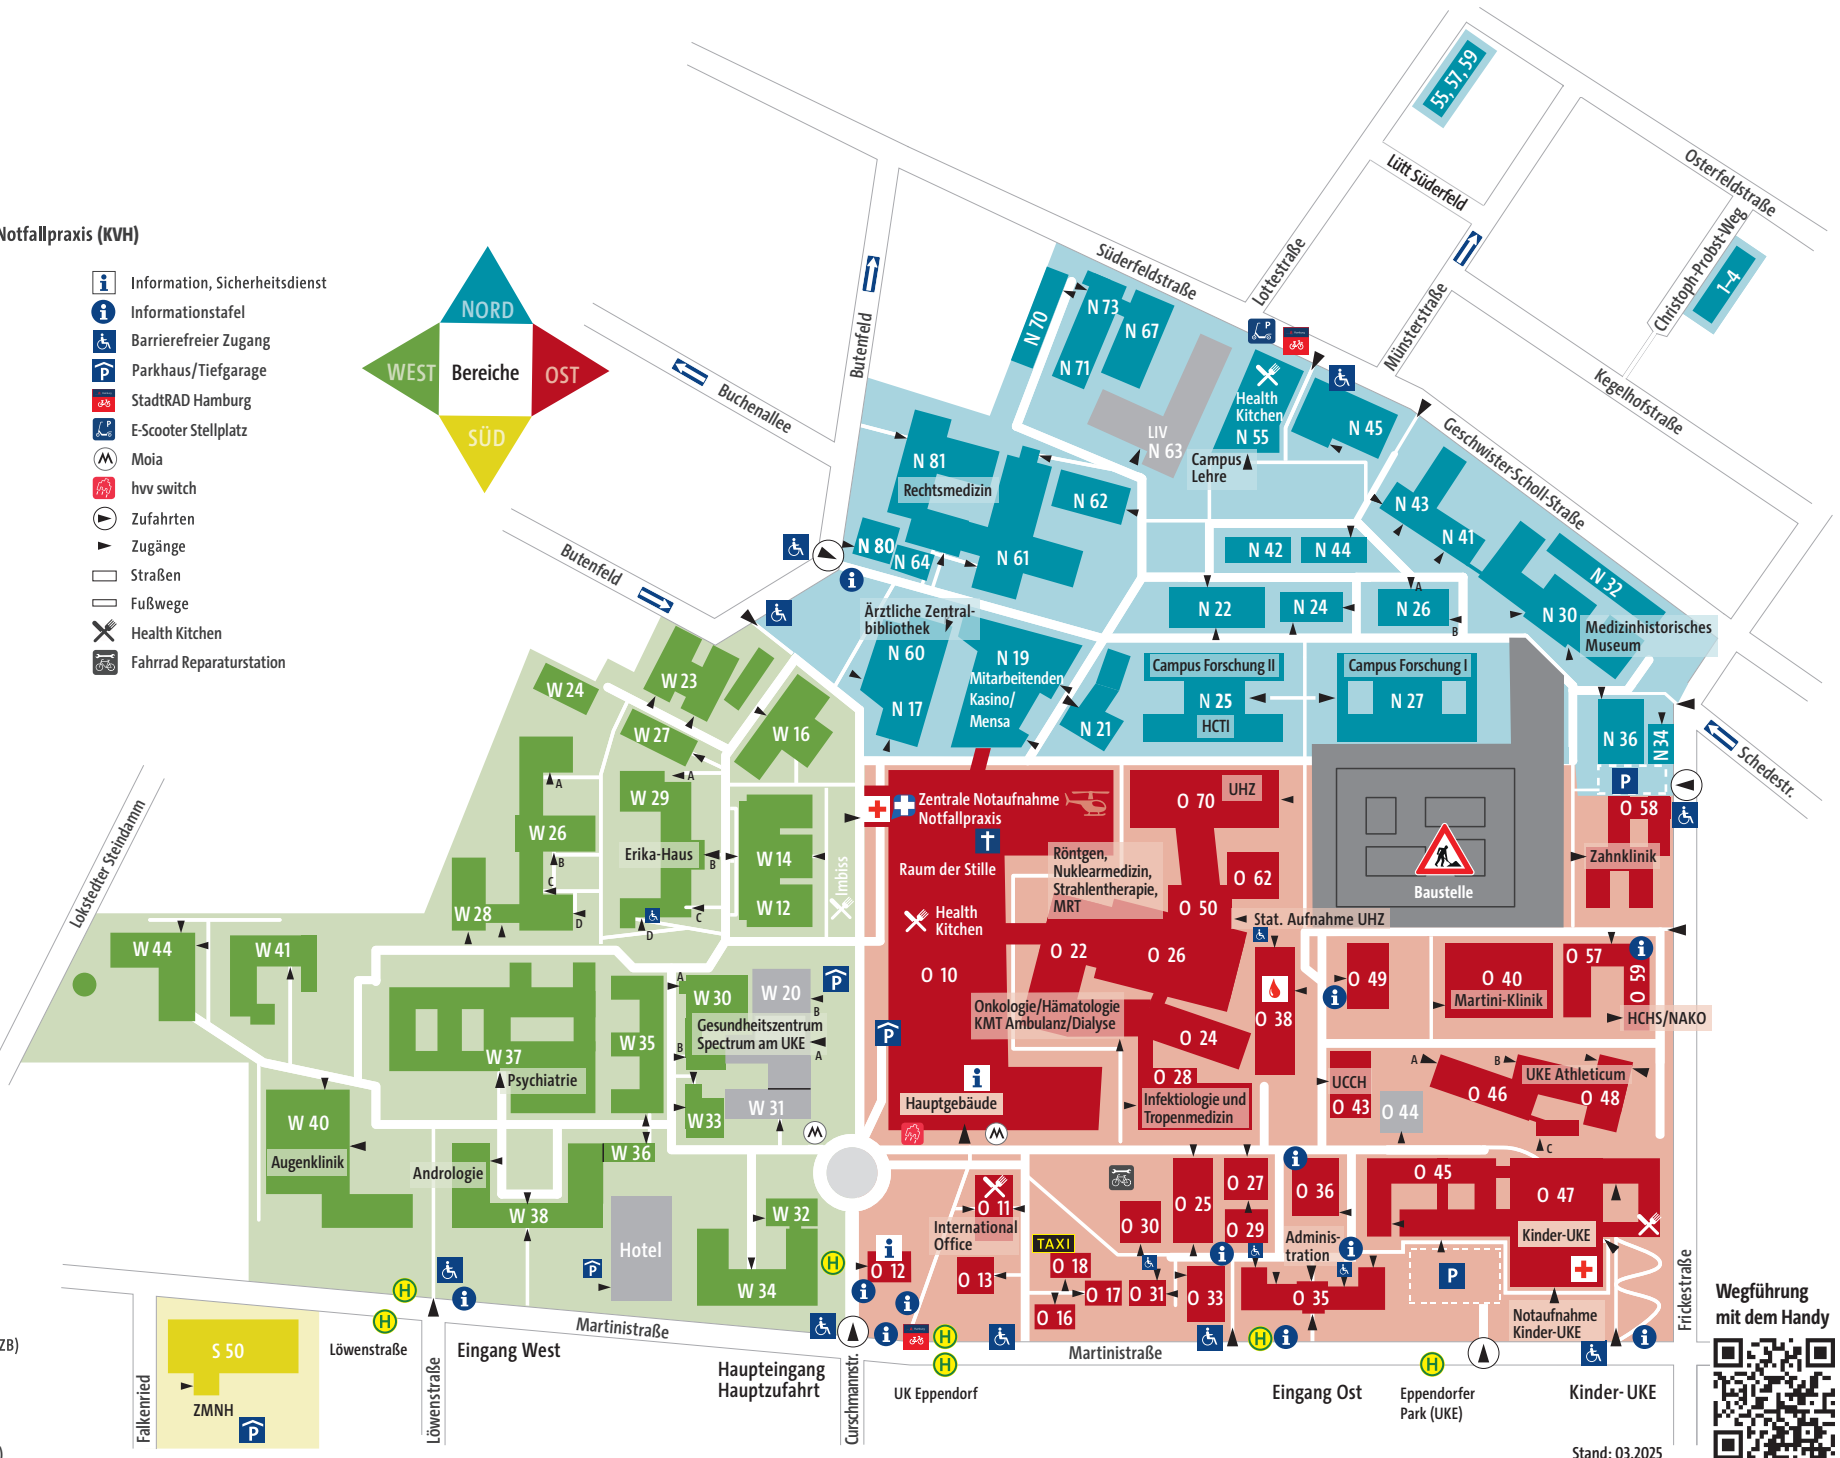 Notfallpraxis (KVH)
Information, Sicherheitsdienst
Informationstafel
Barrierefreier Zugang
Parkhaus/Tiefgarage
StadtRAD Hamburg
E-Scooter Stellplatz
Moia
hvv switch
Zufahrten
Zugänge
Straßen
Fußwege
Health Kitchen
Fahrrad Reparaturstation
NORD
WEST
Bereiche
OST
SÜD
55, 57, 59
Osterfeldstraße
Lütt Süderfeld
Christoph-Probst-Weg
1–4
Süderfeldstraße
Lottestraße
Münsterstraße
Kegelhofstraße
Geschwister-Scholl-Straße
Butenfeld
Buchenallee
Butenfeld
Schedestr.
Lokstedter Steindamm
Frickestraße
N 70
N 73
N 67
N 71
LIV
N 63
Health
Kitchen
N 55
Campus
Lehre
N 45
N 81
Rechtsmedizin
N 62
N 43
N 41
N 80
N 64
N 61
N 42
N 44
N 32
N 22
N 24
N 26
A
B
N 30
Medizinhistorisches
Museum
Ärztliche Zentral-
bibliothek
N 60
N 17
N 19
Mitarbeitenden
Kasino/
Mensa
N 21
Campus Forschung II
N 25
HCTI
Campus Forschung I
N 27
N 36
N34
P
W 23
W 24
W 27
W 16
W 29
A
W 26
A
B
C
D
Erika-Haus
B
C
D
W 14
W 12
Imbiss
W 28
W 44
W 41
W 37
Psychiatrie
W 35
A
W 30
W 20
B
Gesundheitszentrum
Spectrum am UKE
A
B
W 33
W 31
W 40
Augenklinik
Andrologie
W 36
W 38
Hotel
W 32
W 34
Zentrale Notaufnahme
Notfallpraxis
Raum der Stille
Health
Kitchen
O 10
Hauptgebäude
O 70
UHZ
Röntgen,
Nuklearmedizin,
Strahlentherapie,
MRT
O 62
O 50
Stat. Aufnahme UHZ
O 22
O 26
Onkologie/Hämatologie
KMT Ambulanz/Dialyse
O 24
O 38
O 28
Infektiologie und
Tropenmedizin
Baustelle
O 58
Zahnklinik
O 49
O 40
Martini-Klinik
O 57
O 59
HCHS/NAKO
UCCH
O 43
O 44
A
B
UKE Athleticum
O 46
O 48
C
O 45
O 47
Kinder-UKE
P
Notaufnahme
Kinder-UKE
O 11
International
Office
O 12
O 13
TAXI
O 18
O 17
O 16
O 30
O 31
O 25
O 27
O 29
O 33
O 36
Adminis-
tration
O 35
S 50
ZMNH
Falkenried
Löwenstraße
Löwenstraße
Eingang West
Martinistraße
Haupteingang
Hauptzufahrt
Curschmannstr.
UK Eppendorf
Martinistraße
Eingang Ost
Eppendorfer
Park (UKE)
Kinder- UKE
Wegführung
mit dem Handy
Stand: 03.2025
ZB)
)